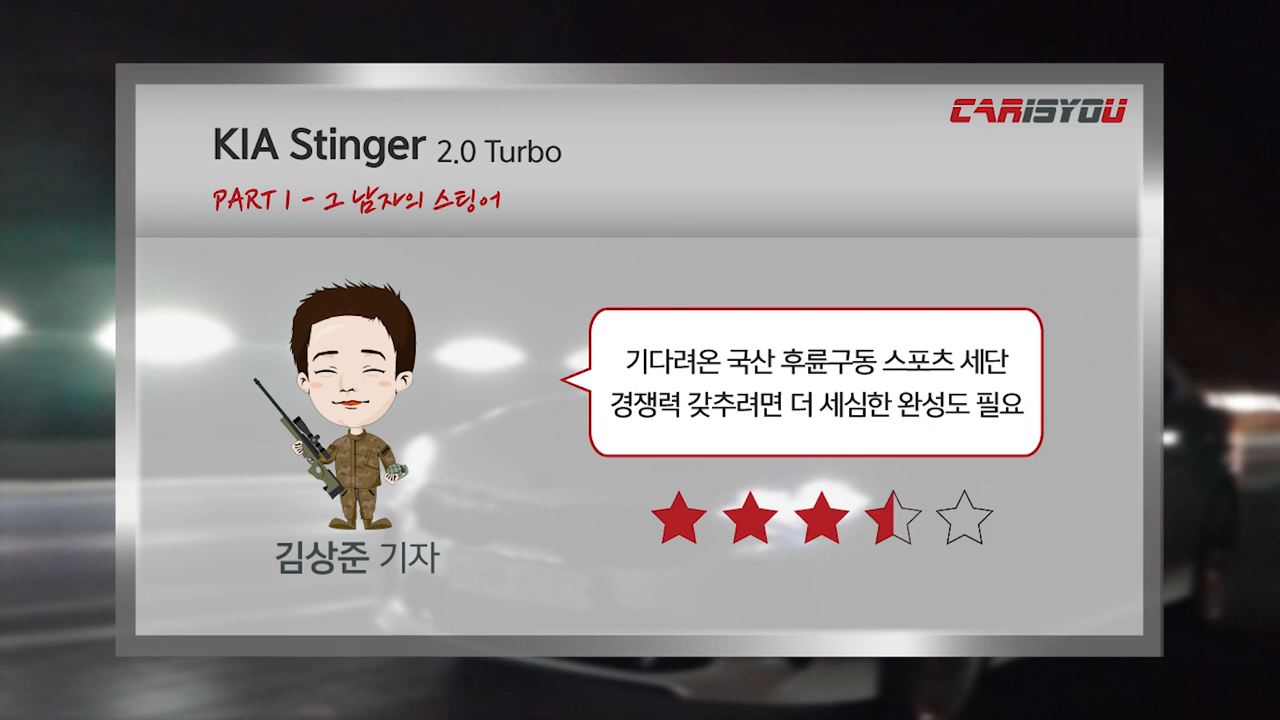 CARISYOU
KIA Stinger 2.0 Turbo
PART 1 - 그 남자의 스팅어
기다려온 국산 후륜구동 스포츠 세단
경쟁력 갖추려면 더 세심한 완성도 필요
김상준 기자